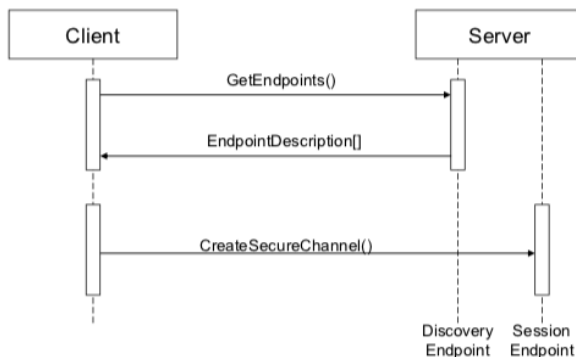 Client
Server
GetEndpoints()
EndpointDescription[]
CreateSecureChannel()
Discovery Session
Endpoint Endpoint